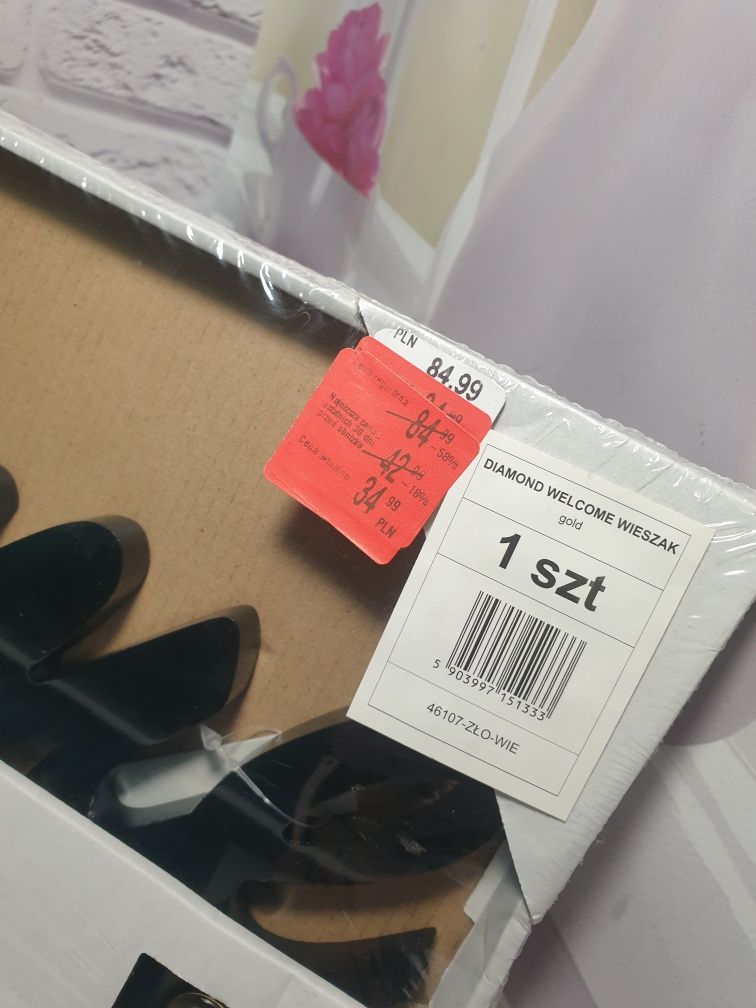 PLN
84.99
Cena regularna
84.99
-58%
Najniższa cena z
ostatnich 30 dni
przed obniżką
42.99
-18%
Cena aktualna
34.99
PLN
DIAMOND WELCOME WIESZAK
gold
1 szt
5 903997 151333
46107-ZŁO-WIE